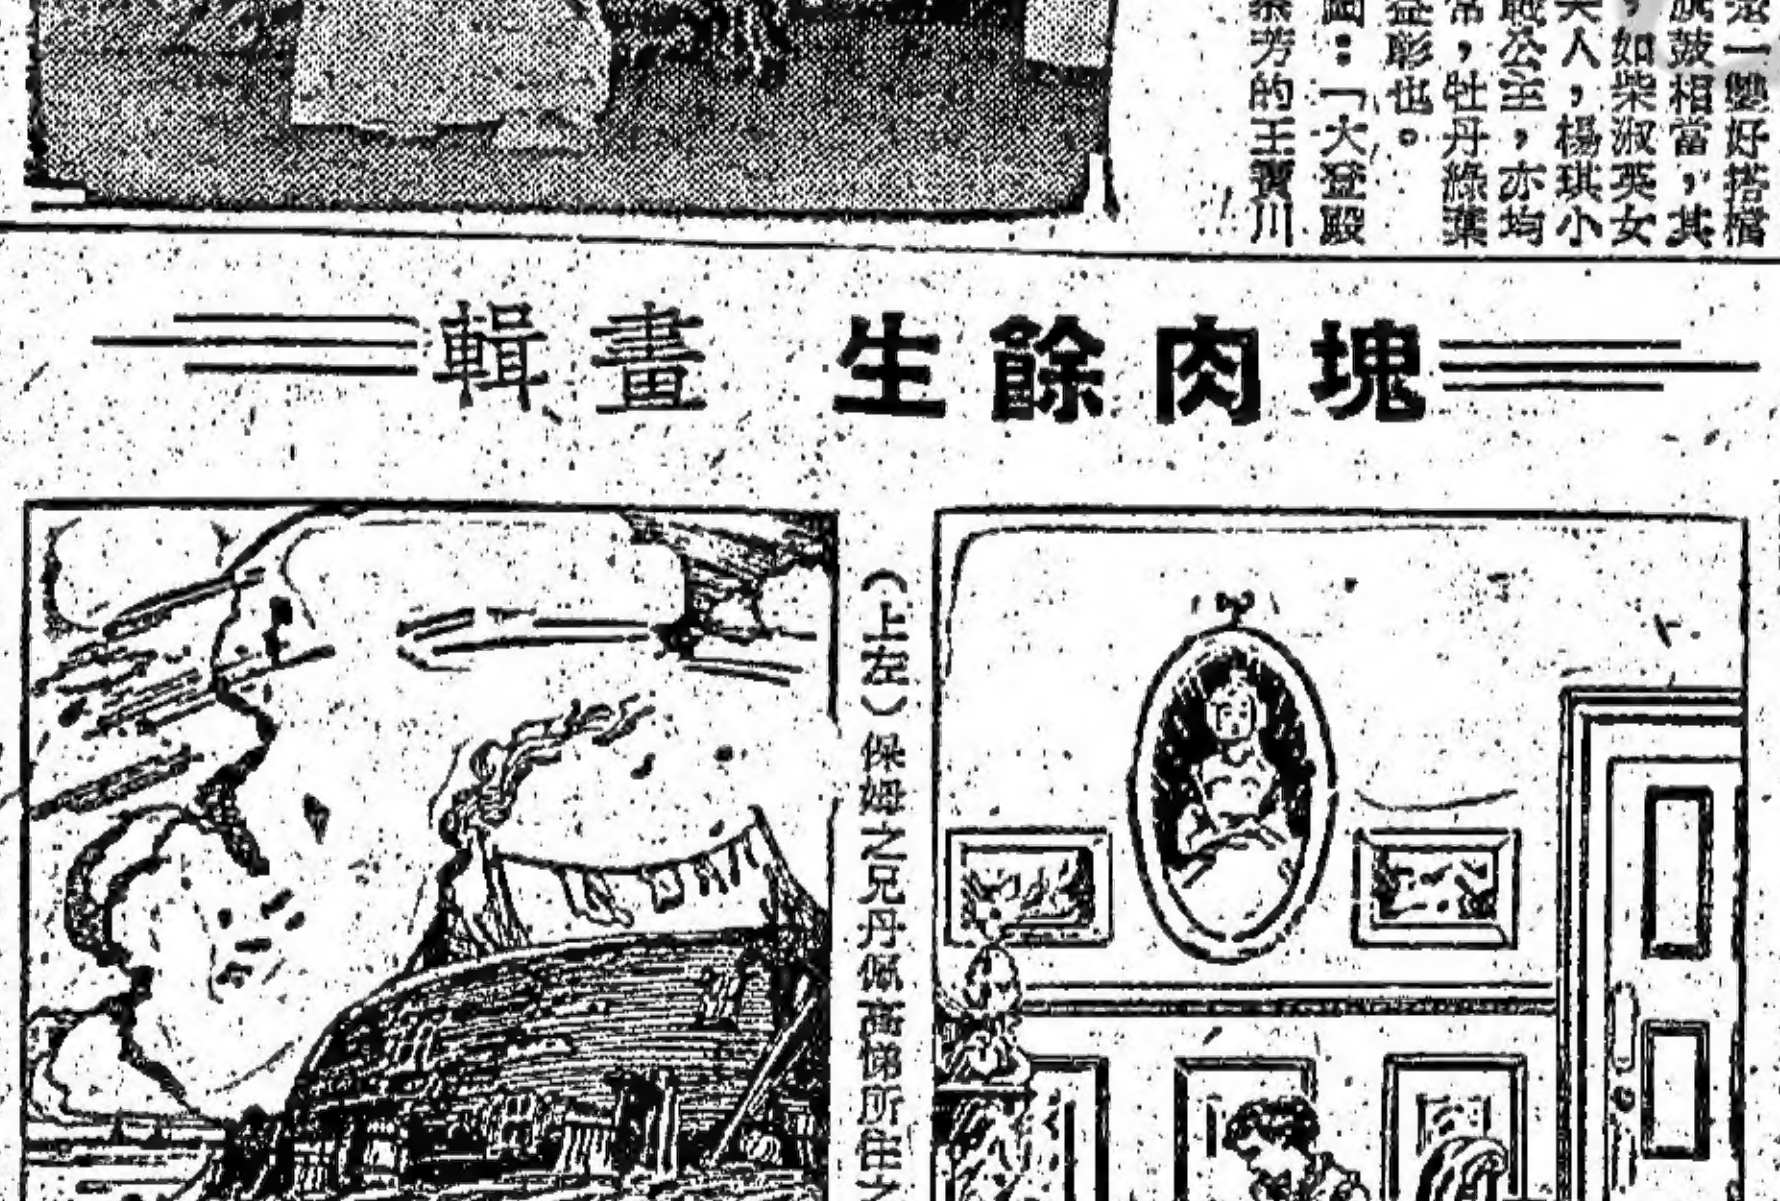 一雙好搭檔
旗鼓相當，其
，如柴淑英女
夫人，楊琪小
戰公主，亦均
常，牡丹綠葉
益彰也。
圖：「大登殿
芳的王寶川
塊肉餘生 畫輯
（上左）保姆之兄丹佩悌所住之